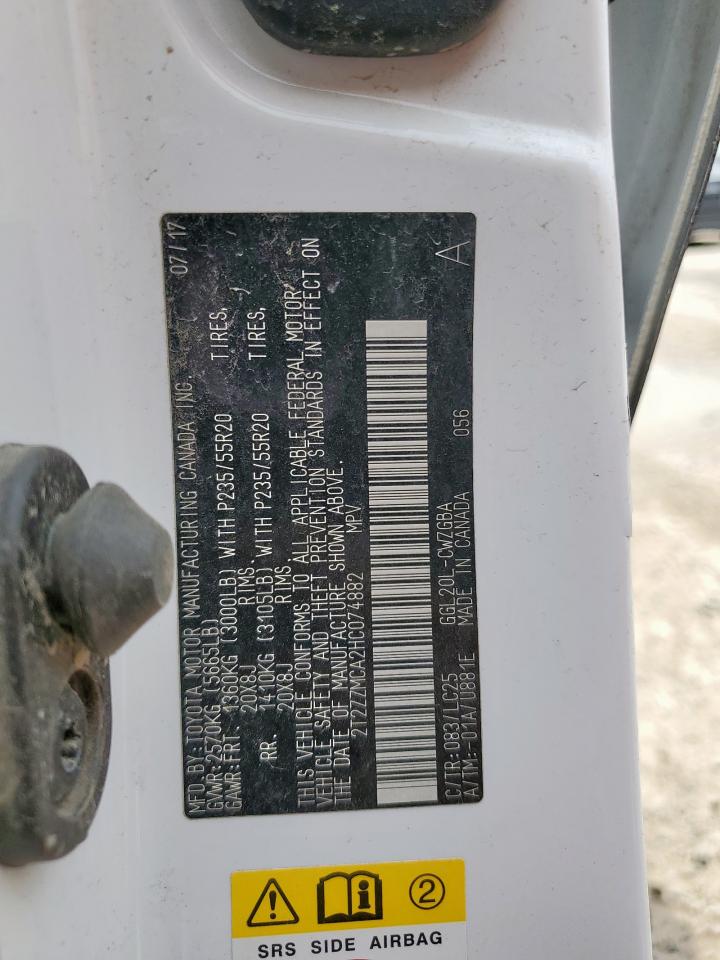 MFD. BY: TOYOTA MOTOR MANUFACTURING CANADA INC. 07/17
GVWR: 2570KG (5665LB)
GAWR: FRT. 1360KG (3000LB) WITH P235/55R20 TIRES,
20X8J RIMS,
RR. 1410KG (3105LB) WITH P235/55R20 TIRES,
20X8J RIMS
THIS VEHICLE CONFORMS TO ALL APPLICABLE FEDERAL MOTOR
VEHICLE SAFETY AND THEFT PREVENTION STANDARDS IN EFFECT ON
THE DATE OF MANUFACTURE SHOWN ABOVE.
2T2ZZMCA2HC074882 MPV
A
C/TR: 083/LC25 GGL20L-CWZGBA 056
A/TM: -01A/U881E MADE IN CANADA
2
SRS SIDE AIRBAG